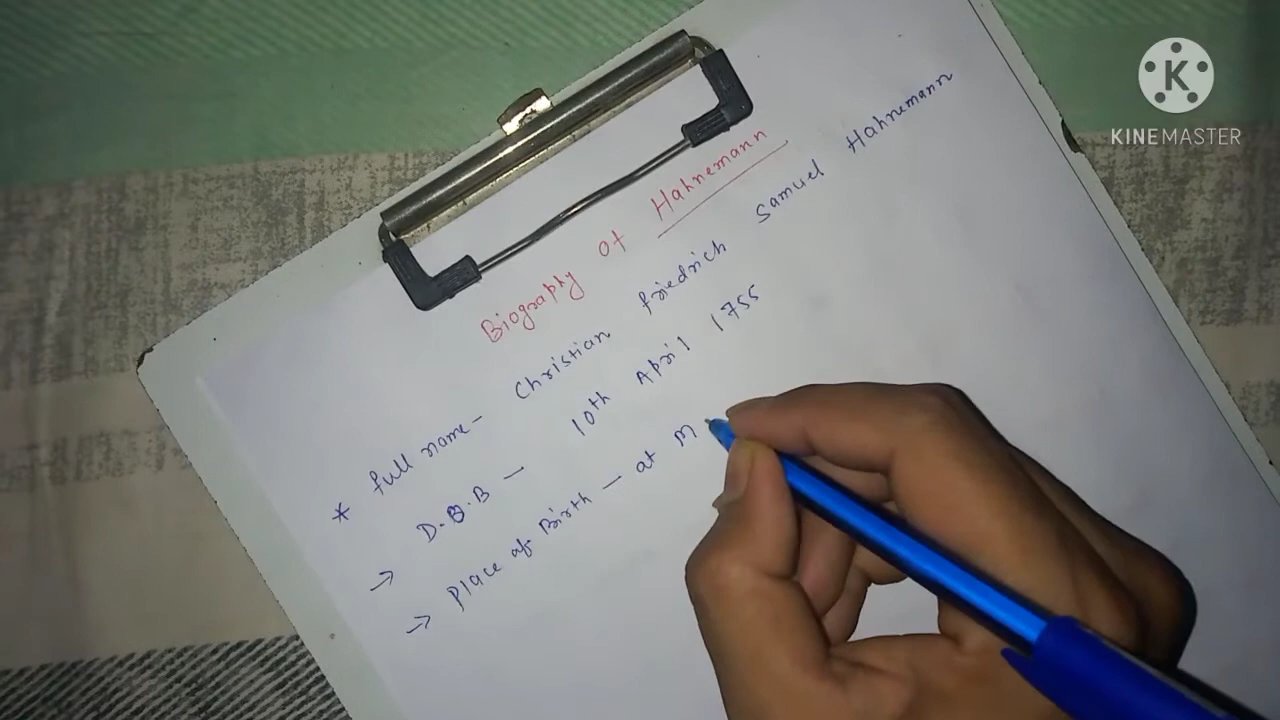 Biography of Hahnemann
* full name - Christian friedrich Samuel Hahnemann
→ D.O.B - 10th April 1755
→ Place of Birth - at M
K
KINEMASTER